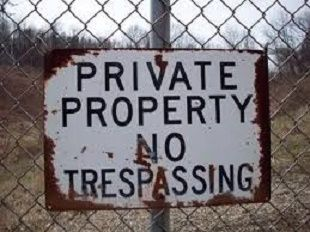 PRIVATE
PROPERTY
NO
TRESPASSING